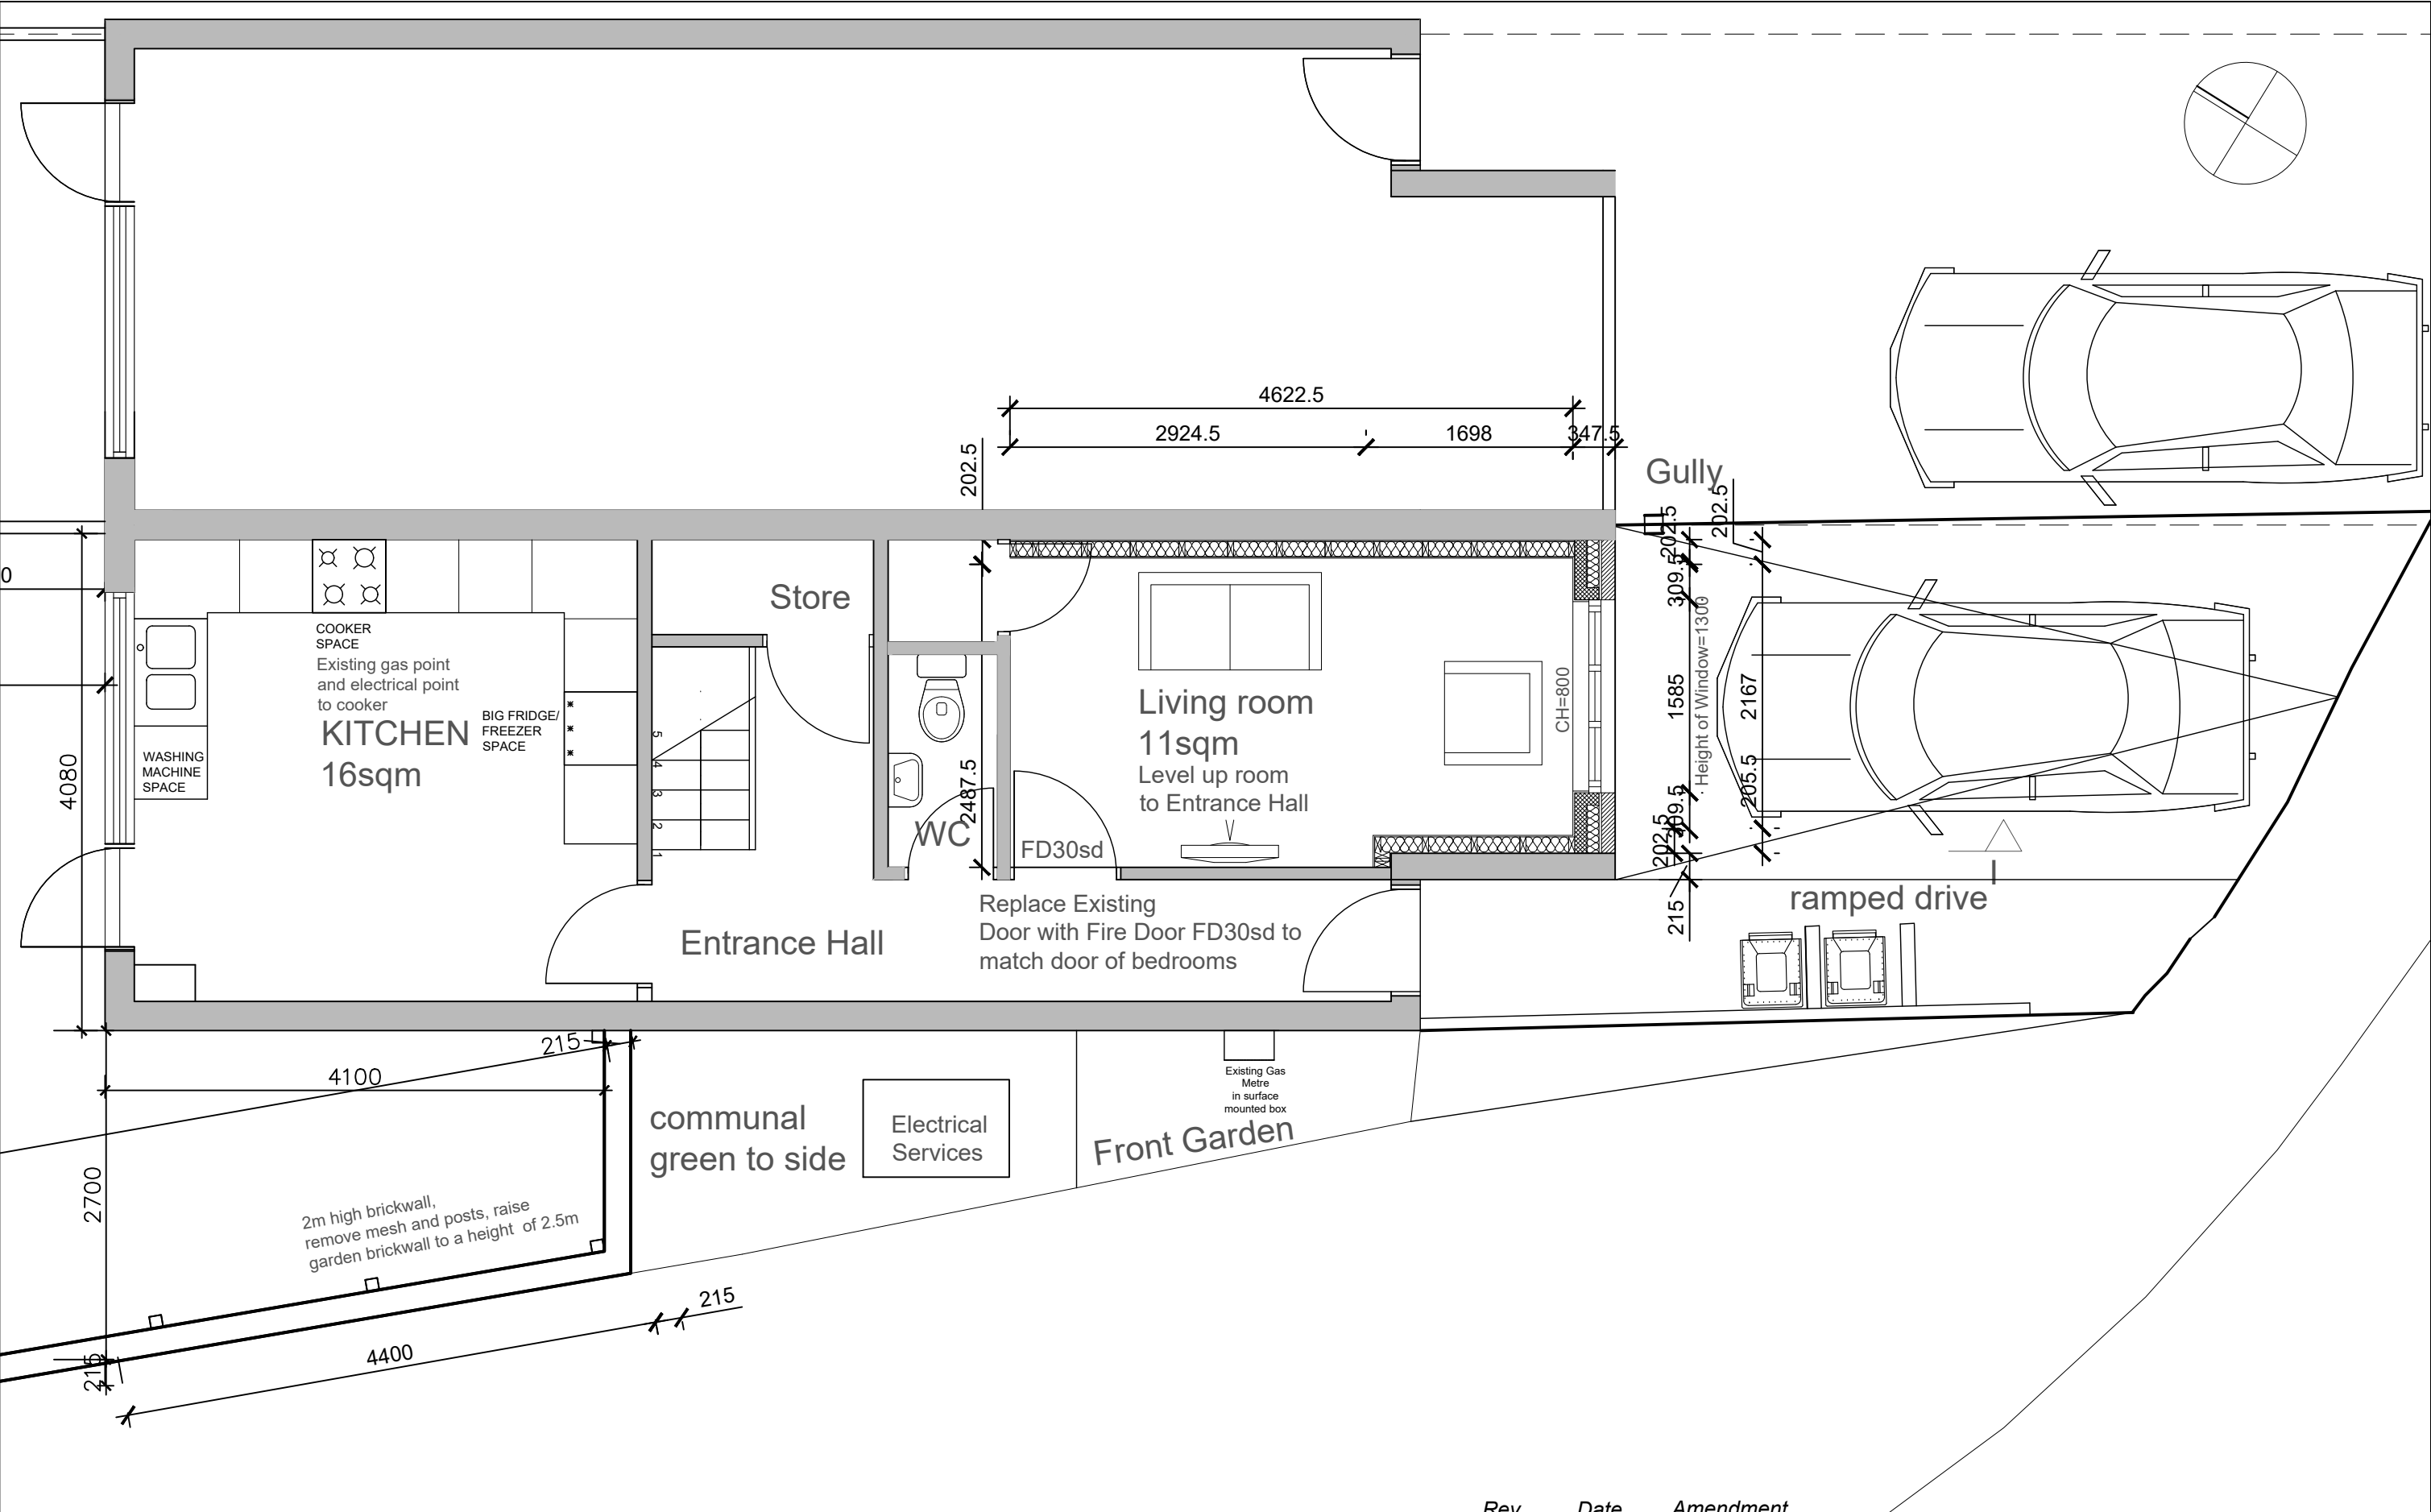 4622.5
2924.5
1698
347.5
202.5
Gully
202.5
202.5
309.5
Height of Window=1300
1585
2167
205.5
309.5
202.5
215
0
4080
COOKER
SPACE
Existing gas point
and electrical point
to cooker
KITCHEN
16sqm
BIG FRIDGE/
FREEZER
SPACE
WASHING
MACHINE
SPACE
Store
5
4
3
2
1
WC
2487.5
Living room
11sqm
Level up room
to Entrance Hall
CH=800
FD30sd
Replace Existing
Door with Fire Door FD30sd to
match door of bedrooms
Entrance Hall
ramped drive
215
4100
2700
communal
green to side
Electrical
Services
Existing Gas
Metre
in surface
mounted box
Front Garden
2m high brickwall,
remove mesh and posts, raise
garden brickwall to a height of 2.5m
215
215
4400
Rev Date Amendment